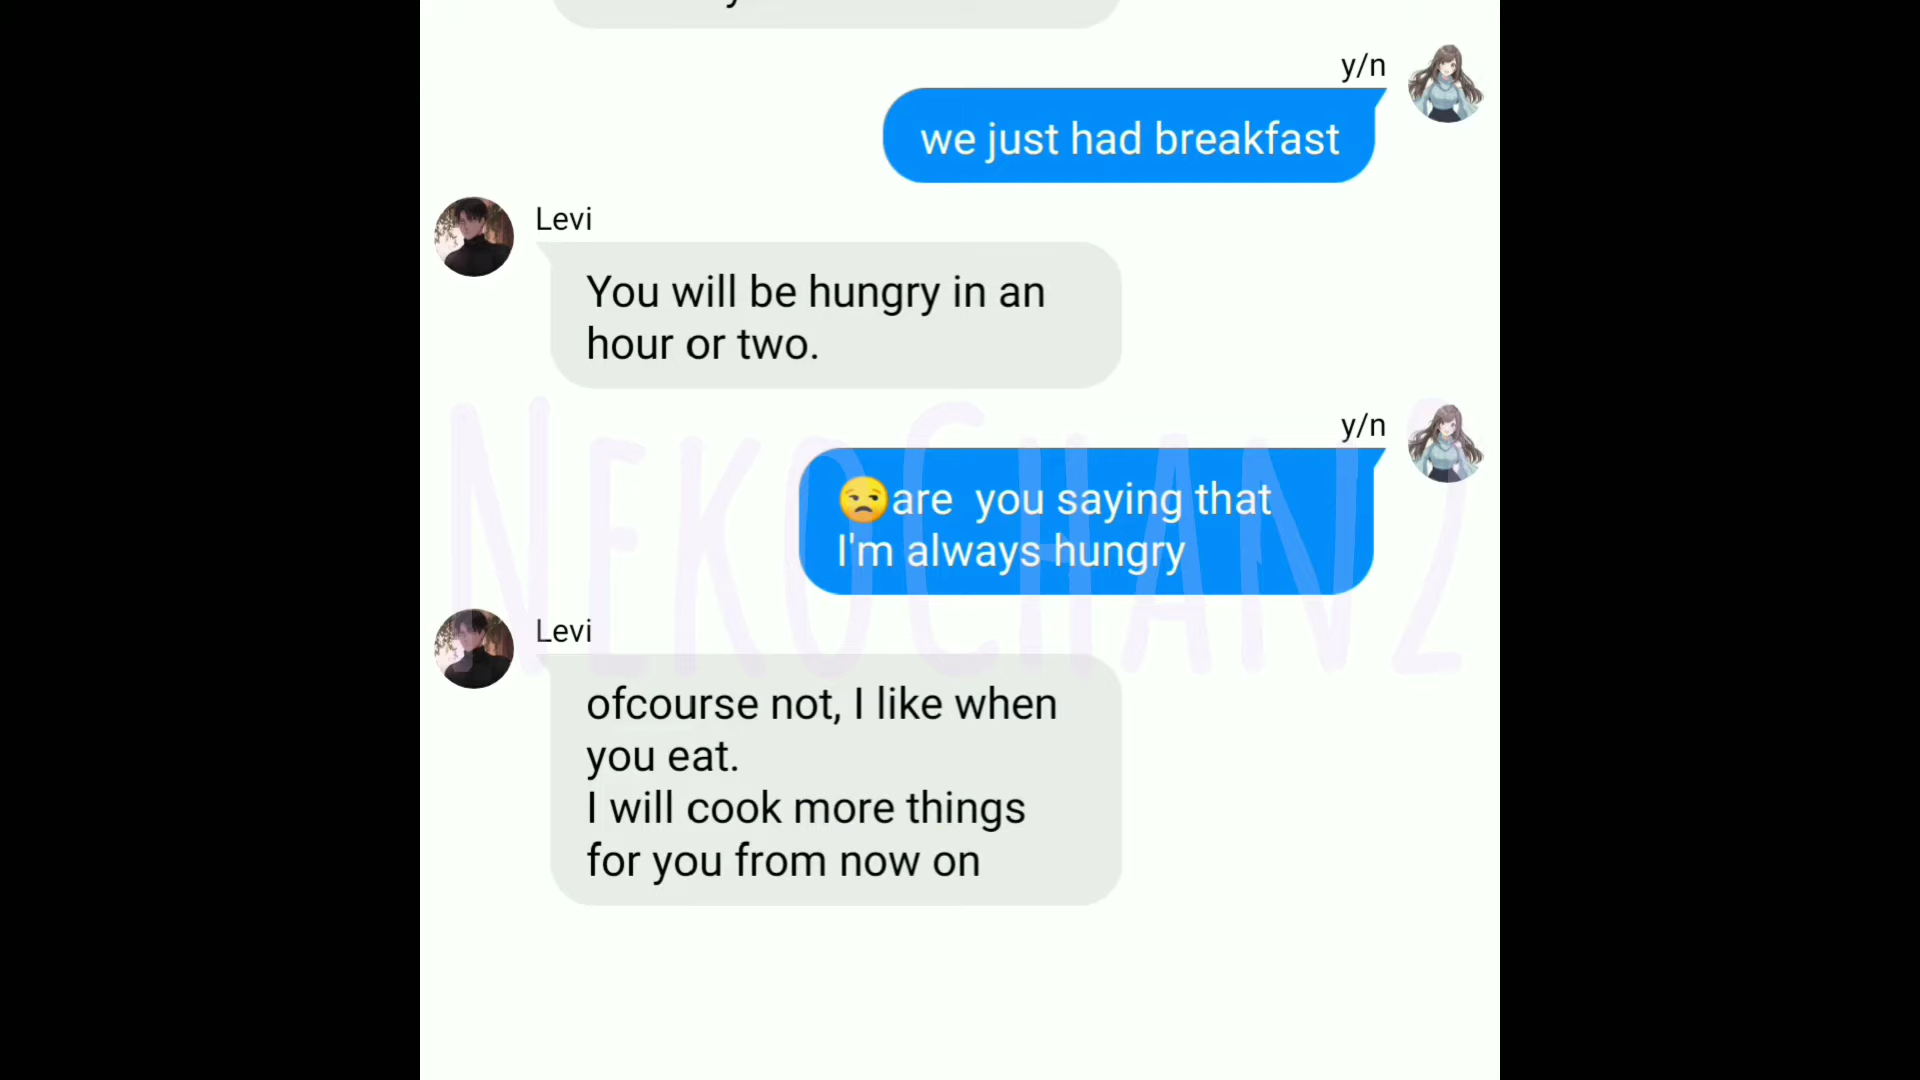 y/n
we just had breakfast
Levi
You will be hungry in an
hour or two.
y/n
😒are  you saying that
I'm always hungry
Levi
ofcourse not, I like when
you eat.
I will cook more things
for you from now on
NEKOCHAN2